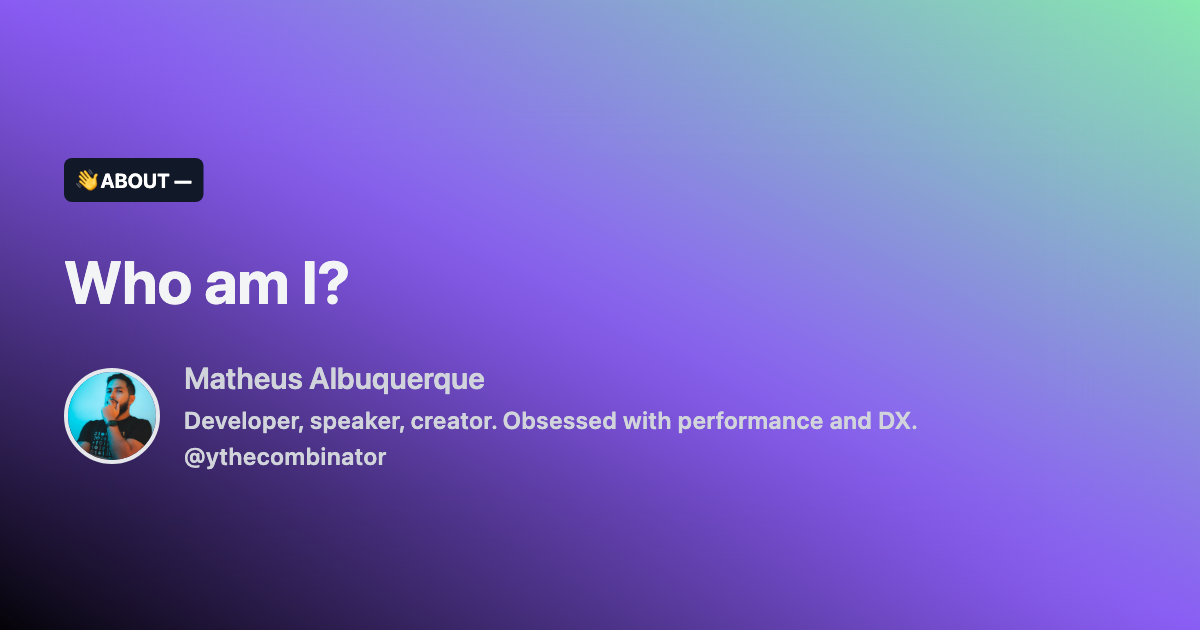 👋ABOUT —
Who am I?
Matheus Albuquerque
Developer, speaker, creator. Obsessed with performance and DX.
@ythecombinator